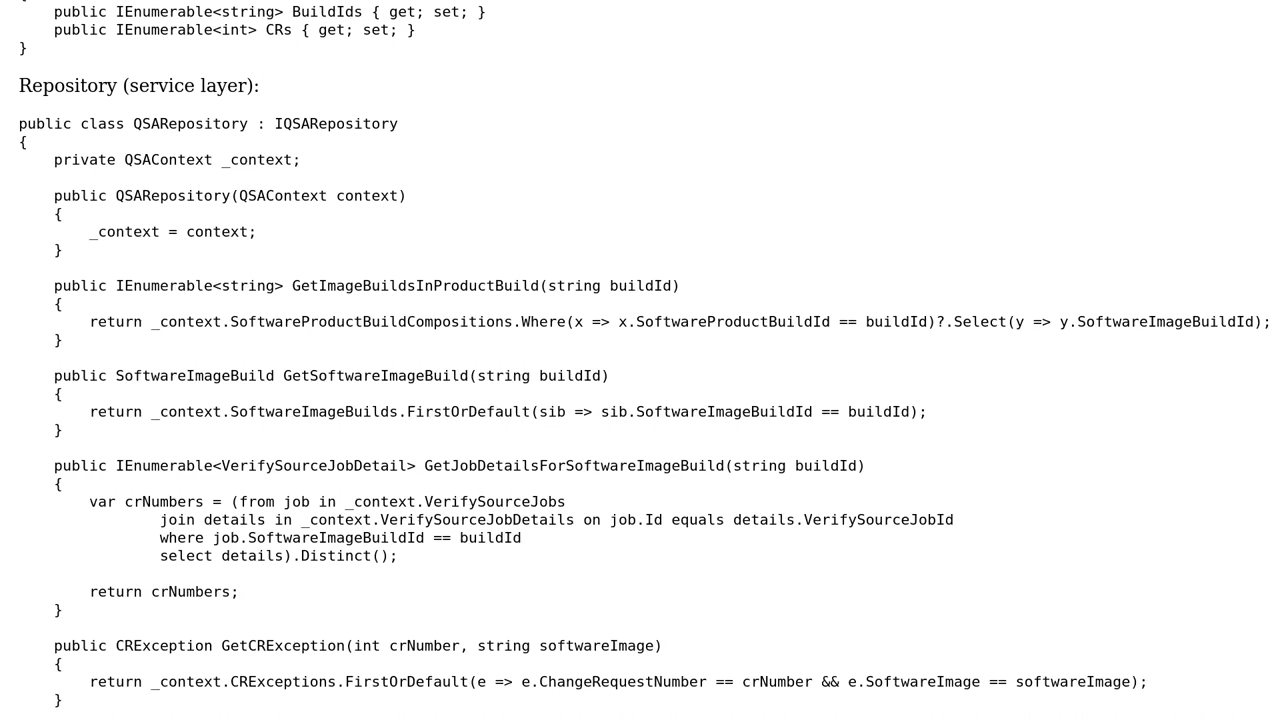 public IEnumerable<string> BuildIds { get; set; }
    public IEnumerable<int> CRs { get; set; }
}
Repository (service layer):
public class QSARepository : IQSARepository
{
    private QSAContext _context;
    public QSARepository(QSAContext context)
    {
        _context = context;
    }
    public IEnumerable<string> GetImageBuildsInProductBuild(string buildId)
    {
        return _context.SoftwareProductBuildCompositions.Where(x => x.SoftwareProductBuildId == buildId)?.Select(y => y.SoftwareImageBuildId);
    }
    public SoftwareImageBuild GetSoftwareImageBuild(string buildId)
    {
        return _context.SoftwareImageBuilds.FirstOrDefault(sib => sib.SoftwareImageBuildId == buildId);
    }
    public IEnumerable<VerifySourceJobDetail> GetJobDetailsForSoftwareImageBuild(string buildId)
    {
        var crNumbers = (from job in _context.VerifySourceJobs
                join details in _context.VerifySourceJobDetails on job.Id equals details.VerifySourceJobId
                where job.SoftwareImageBuildId == buildId
                select details).Distinct();
        return crNumbers;
    }
    public CRException GetCRException(int crNumber, string softwareImage)
    {
        return _context.CRExceptions.FirstOrDefault(e => e.ChangeRequestNumber == crNumber && e.SoftwareImage == softwareImage);
    }